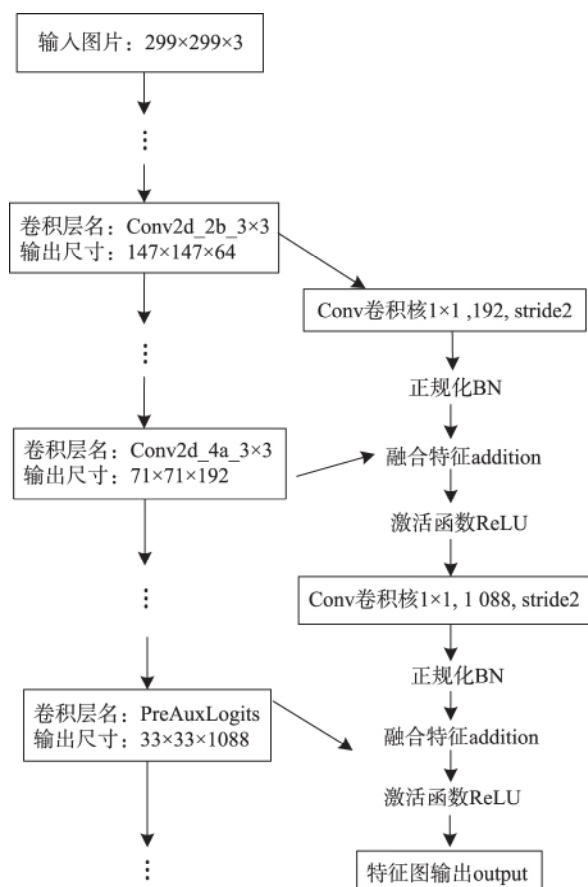 输入图片：299×299×3
⋮
卷积层名：Conv2d_2b_3×3
输出尺寸：147×147×64
⋮
卷积层名：Conv2d_4a_3×3
输出尺寸：71×71×192
⋮
卷积层名：PreAuxLogits
输出尺寸：33×33×1088
⋮
Conv卷积核1×1 ,192, stride2
正规化BN
融合特征addition
激活函数ReLU
Conv卷积核1×1, 1 088, stride2
正规化BN
融合特征addition
激活函数ReLU
特征图输出output